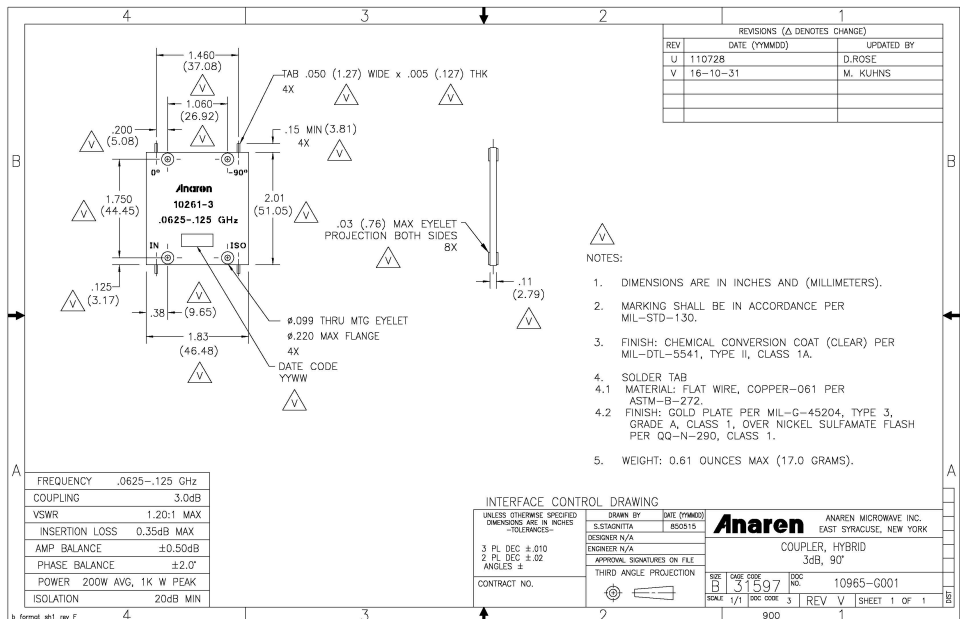 4
3
2
1
REVISIONS (△ DENOTES CHANGE)
REV DATE (YYMMDD) UPDATED BY
U 110728 D.ROSE
V 16-10-31 M. KUHNS
B
B
1.460
(37.08)
V
TAB .050 (1.27) WIDE x .005 (.127) THK
4X
V
V
1.060
(26.92)
V
.200
(5.08)
V
.15 MIN (3.81)
4X
V
0° -90°
Anaren
10261-3
.0625-.125 GHz
IN ISO
1.750
(44.45)
V
2.01
(51.05)
V
.03 (.76) MAX EYELET
PROJECTION BOTH SIDES
8X
V
.11
(2.79)
V
.125
(3.17)
V
.38
(9.65)
V
1.83
(46.48)
V
ø.099 THRU MTG EYELET
ø.220 MAX FLANGE
4X
DATE CODE
YYWW
V
V
NOTES:
1. DIMENSIONS ARE IN INCHES AND (MILLIMETERS).
2. MARKING SHALL BE IN ACCORDANCE PER
MIL-STD-130.
3. FINISH: CHEMICAL CONVERSION COAT (CLEAR) PER
MIL-DTL-5541, TYPE II, CLASS 1A.
4. SOLDER TAB
4.1 MATERIAL: FLAT WIRE, COPPER-061 PER
ASTM-B-272.
4.2 FINISH: GOLD PLATE PER MIL-G-45204, TYPE 3,
GRADE A, CLASS 1, OVER NICKEL SULFAMATE FLASH
PER QQ-N-290, CLASS 1.
5. WEIGHT: 0.61 OUNCES MAX (17.0 GRAMS).
A
A
FREQUENCY .0625-.125 GHz
COUPLING 3.0dB
VSWR 1.20:1 MAX
INSERTION LOSS 0.35dB MAX
AMP BALANCE ±0.50dB
PHASE BALANCE ±2.0°
POWER 200W AVG, 1K W PEAK
ISOLATION 20dB MIN
INTERFACE CONTROL DRAWING
UNLESS OTHERWISE SPECIFIED
DIMENSIONS ARE IN INCHES
-TOLERANCES-
3 PL DEC ±.010
2 PL DEC ±.02
ANGLES ±
CONTRACT NO.
DRAWN BY DATE (YYMMDD)
S.STAGNITTA 850515
DESIGNER N/A
ENGINEER N/A
APPROVAL SIGNATURES ON FILE
THIRD ANGLE PROJECTION
Anaren
ANAREN MICROWAVE INC.
EAST SYRACUSE, NEW YORK
COUPLER, HYBRID
3dB, 90°
SIZE B CAGE CODE 31597 DOC NO. 10965-G001
SCALE 1/1 DOC CODE 3 REV V SHEET 1 OF 1
DIST
b format sh1 rev F
4
3
2
900
1